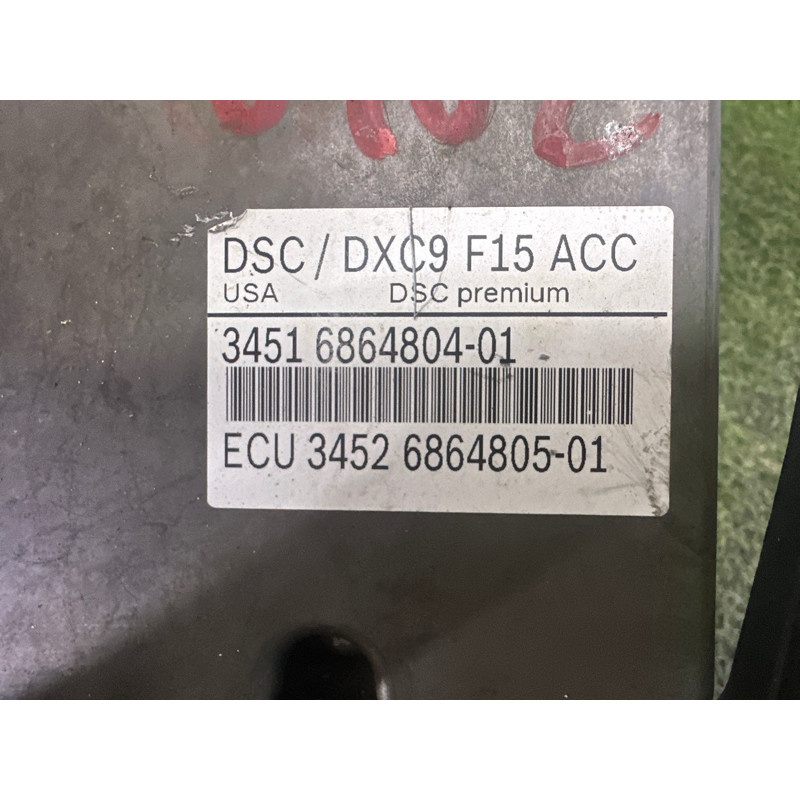 DSC / DXC9 F15 ACC
USA DSC premium
3451 6864804-01
ECU 3452 6864805-01